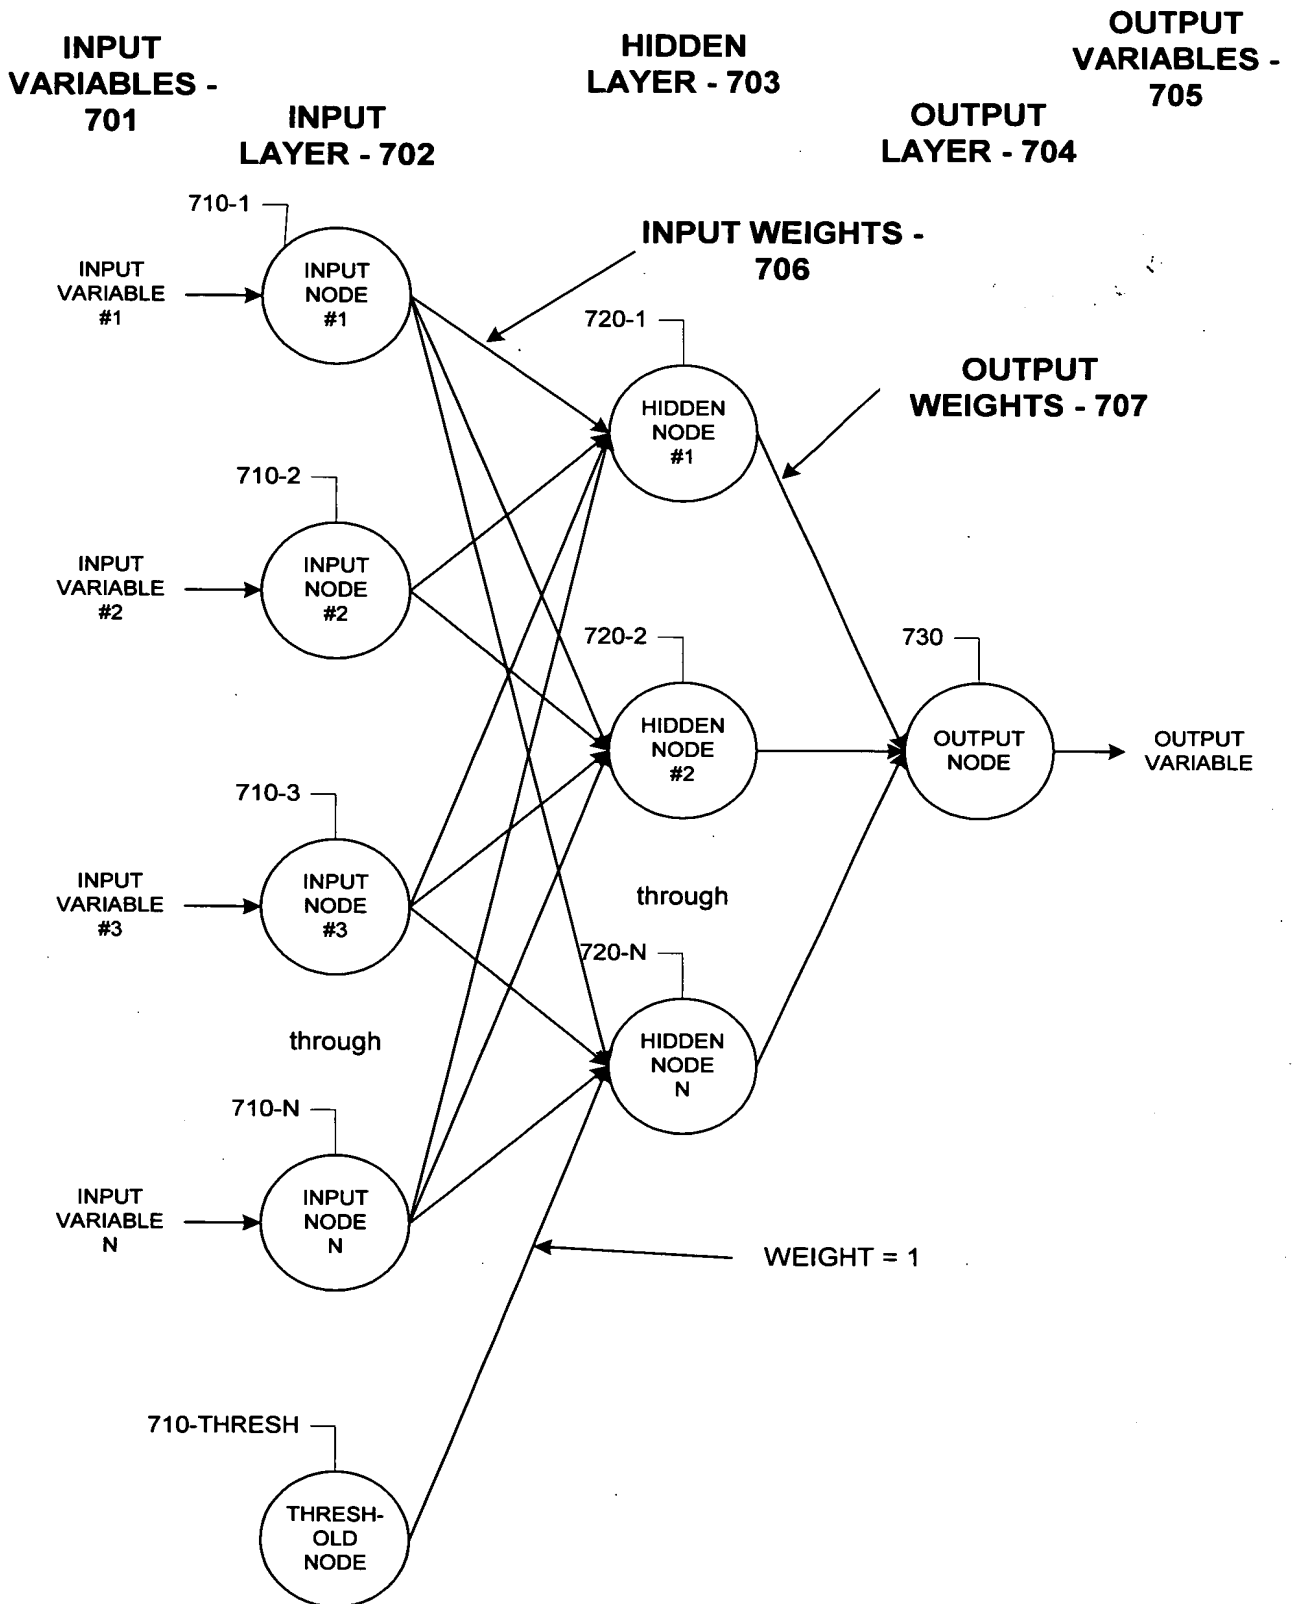 INPUT
VARIABLES -
701
INPUT
LAYER - 702
HIDDEN
LAYER - 703
OUTPUT
LAYER - 704
OUTPUT
VARIABLES -
705
710-1
INPUT
VARIABLE
#1
INPUT
NODE
#1
INPUT WEIGHTS -
706
720-1
HIDDEN
NODE
#1
OUTPUT
WEIGHTS - 707
710-2
INPUT
VARIABLE
#2
INPUT
NODE
#2
720-2
HIDDEN
NODE
#2
730
OUTPUT
NODE
OUTPUT
VARIABLE
710-3
INPUT
VARIABLE
#3
INPUT
NODE
#3
through
720-N
HIDDEN
NODE
N
through
710-N
INPUT
VARIABLE
N
INPUT
NODE
N
WEIGHT = 1
710-THRESH
THRESH-
OLD
NODE